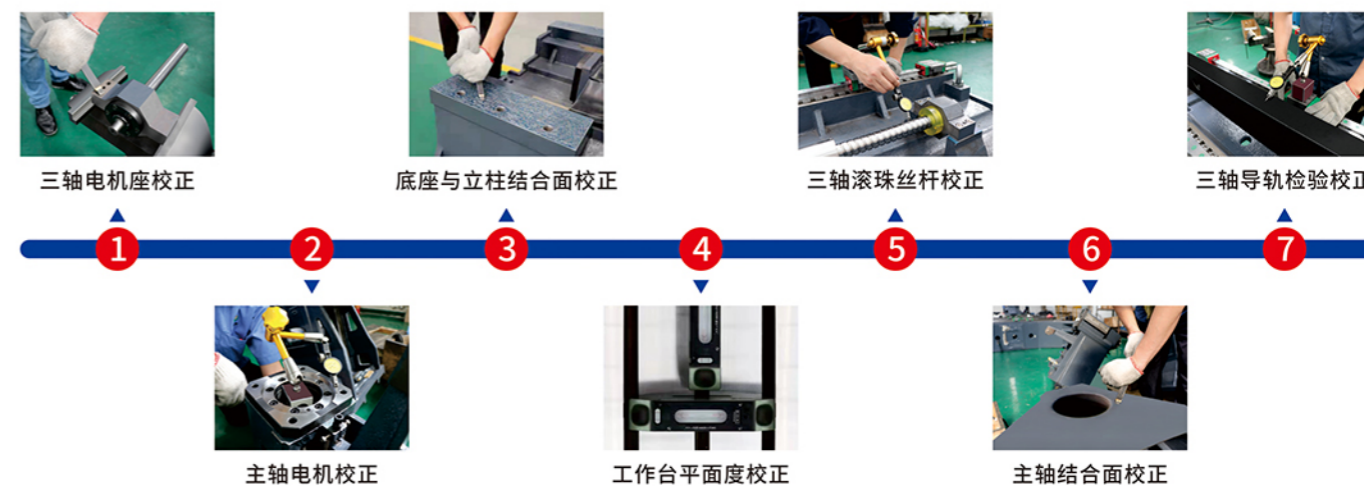 三轴电机座校正
底座与立柱结合面校正
三轴滚珠丝杆校正
三轴导轨检验校正
1
2
3
4
5
6
7
主轴电机校正
工作台平面度校正
主轴结合面校正